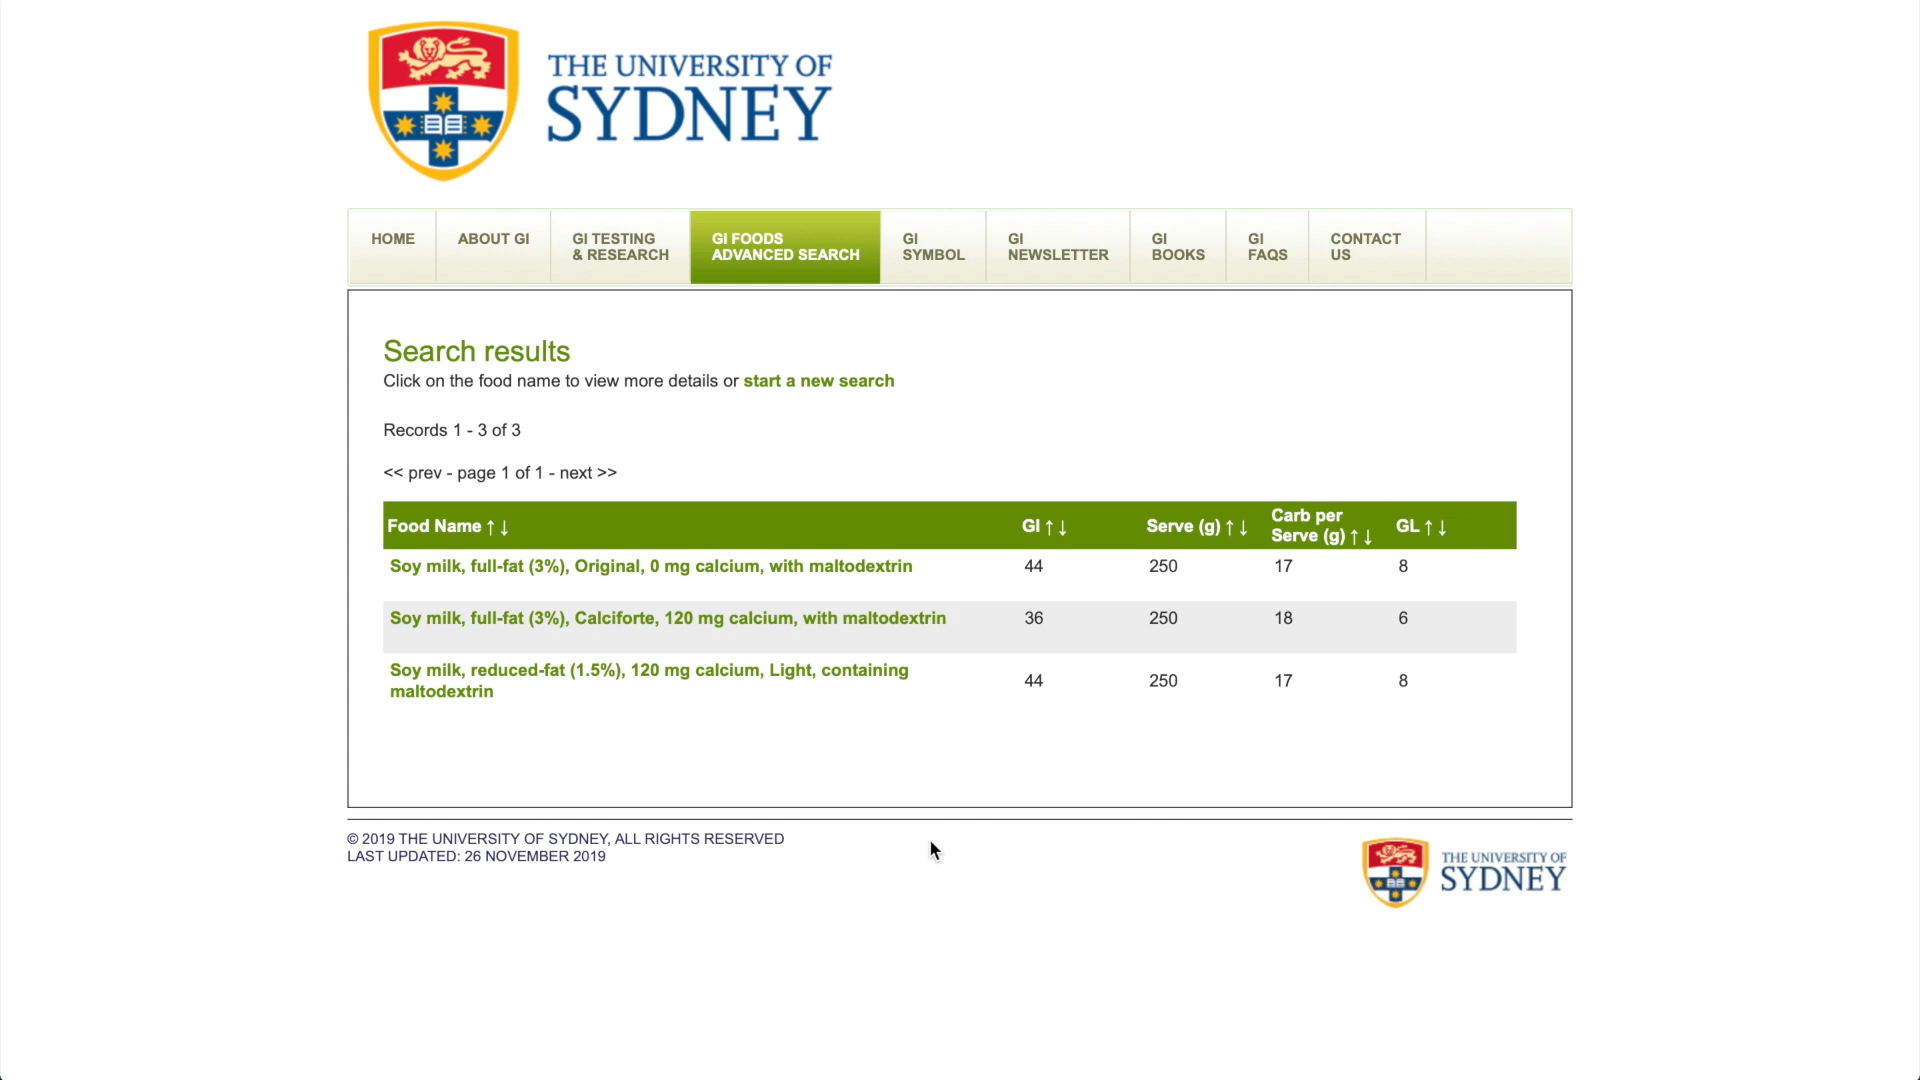 THE UNIVERSITY OF
SYDNEY
HOME
ABOUT GI
GI TESTING
& RESEARCH
GI FOODS
ADVANCED SEARCH
GI
SYMBOL
GI
NEWSLETTER
GI
BOOKS
GI
FAQS
CONTACT
US
Search results
Click on the food name to view more details or start a new search
Records 1 - 3 of 3
<< prev - page 1 of 1 - next >>
Food Name ↑↓ GI ↑↓ Serve (g) ↑↓ Carb per
Serve (g) ↑↓ GL ↑↓
Soy milk, full-fat (3%), Original, 0 mg calcium, with maltodextrin 44 250 17 8
Soy milk, full-fat (3%), Calciforte, 120 mg calcium, with maltodextrin 36 250 18 6
Soy milk, reduced-fat (1.5%), 120 mg calcium, Light, containing
maltodextrin 44 250 17 8
© 2019 THE UNIVERSITY OF SYDNEY, ALL RIGHTS RESERVED
LAST UPDATED: 26 NOVEMBER 2019
THE UNIVERSITY OF
SYDNEY